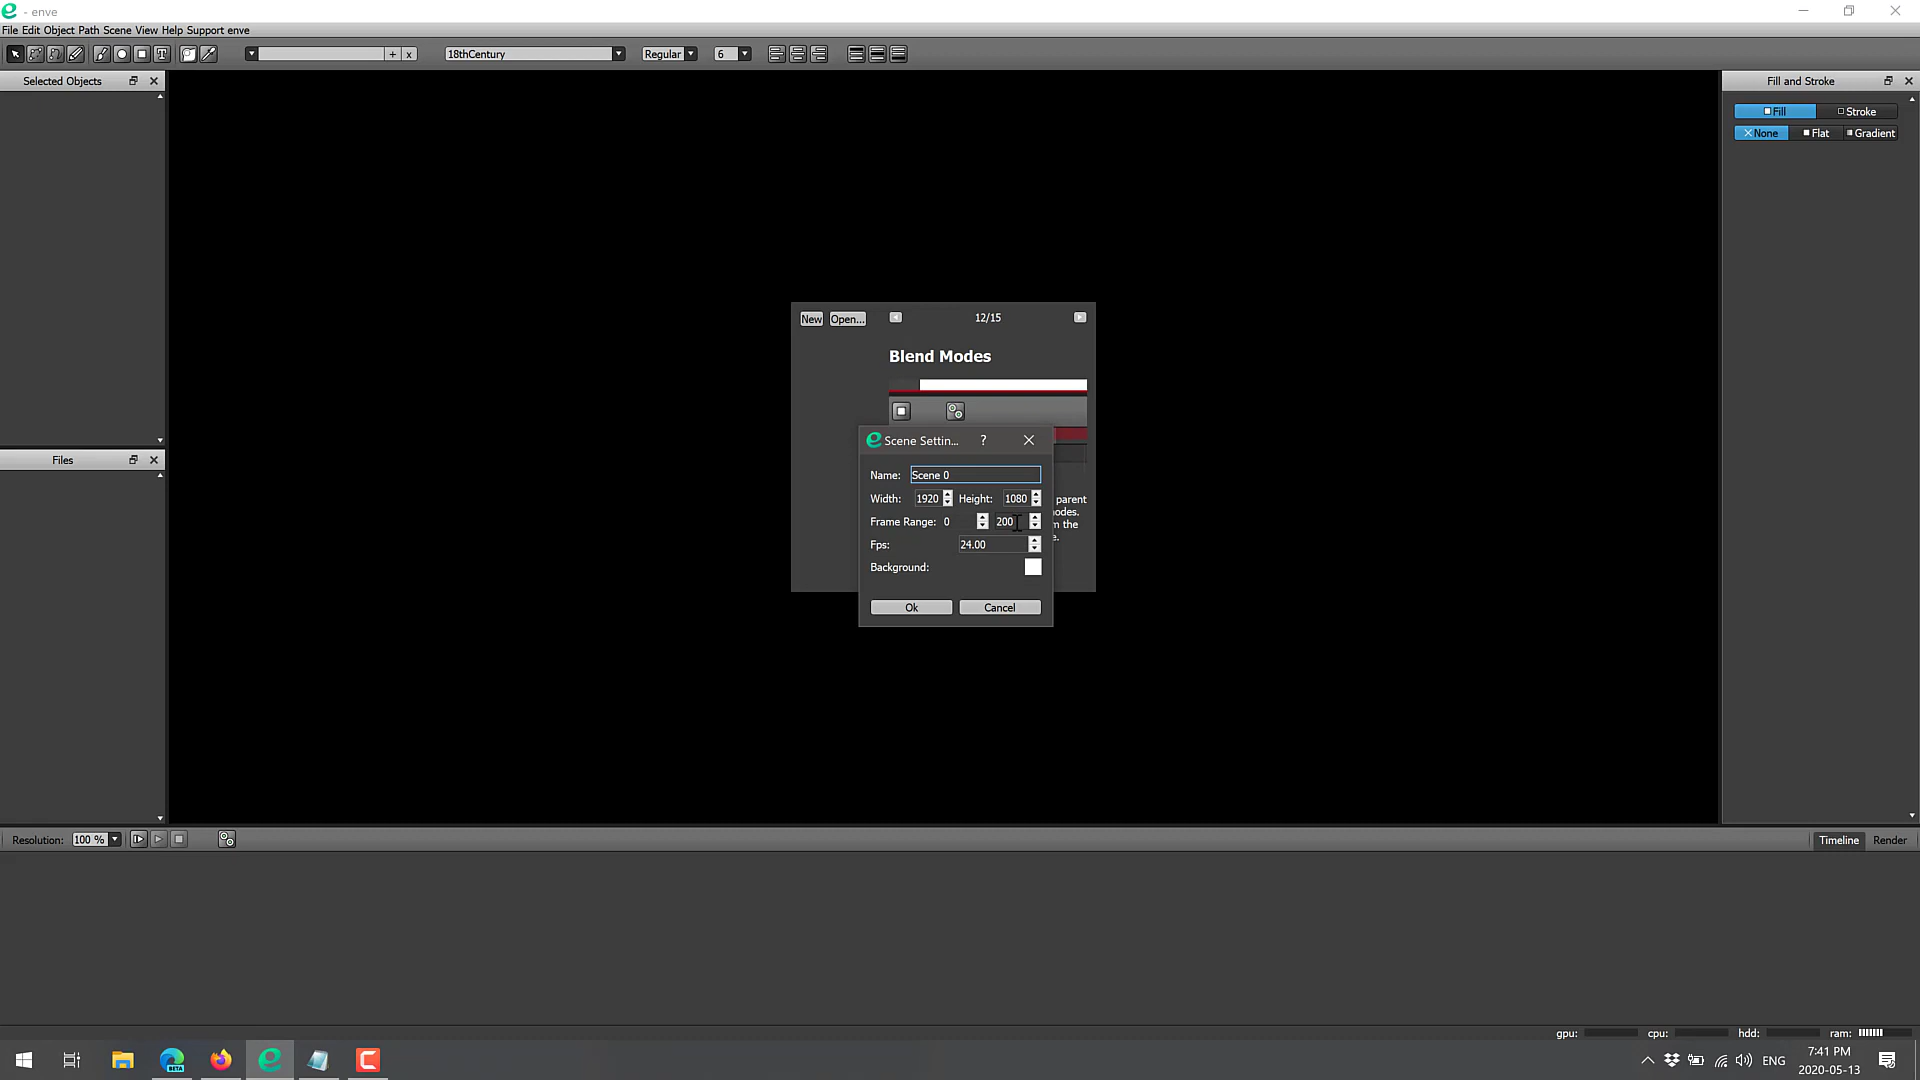 - enve
File Edit Object Path Scene View Help Support enve
+ x 18thCentury Regular 6
Selected Objects
Fill and Stroke
Fill Stroke
None Flat Gradient
New Open... 12/15
Blend Modes
Scene Settin... ?
Name: Scene 0
Width: 1920 Height: 1080
Frame Range: 0 200
Fps: 24.00
Background:
Ok Cancel
parent
odes.
m the
e.
Files
Resolution: 100 %
Timeline Render
gpu: cpu: hdd: ram:
BETA
ENG
7:41 PM
2020-05-13